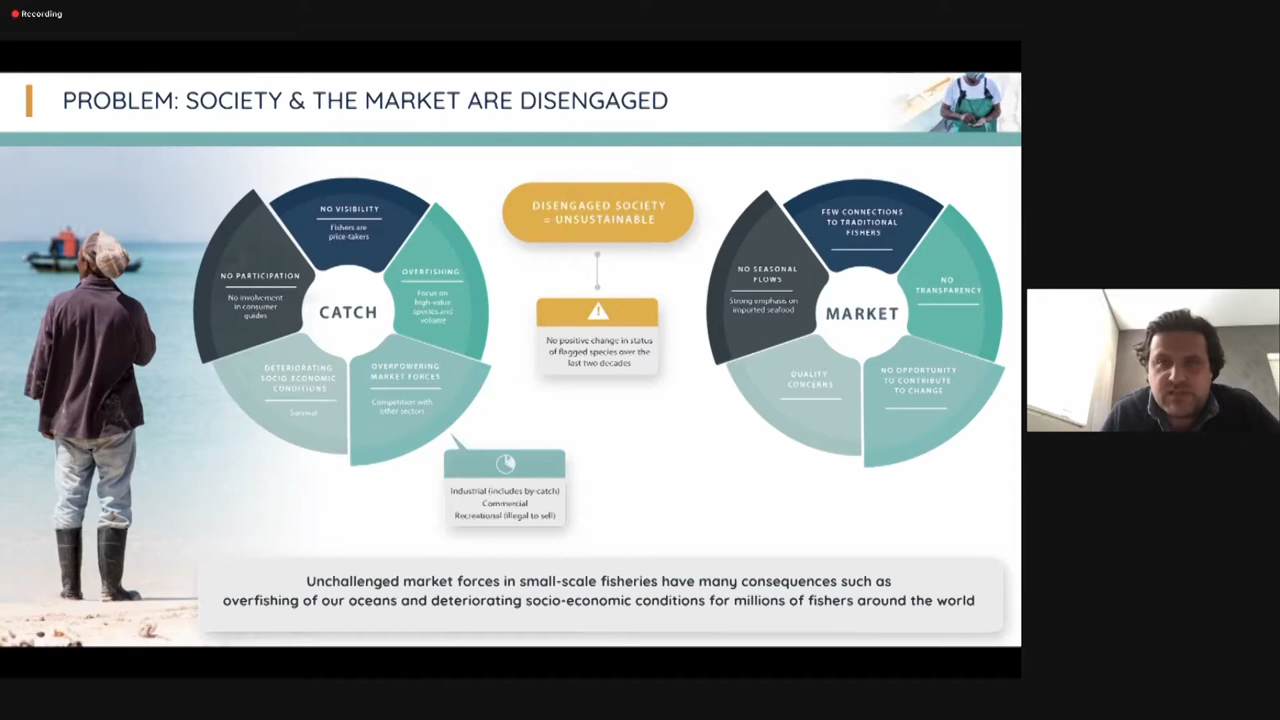 Recording
PROBLEM: SOCIETY & THE MARKET ARE DISENGAGED
NO VISIBILITY
Fishers are
price-takers
NO PARTICIPATION
No involvement
in consumer
guides
OVERFISHING
Focus on
high-value
species and
volume
CATCH
DETERIORATING
SOCIO-ECONOMIC
CONDITIONS
Survival
OVERPOWERING
MARKET FORCES
Competition with
other sectors
Industrial (includes by-catch)
Commercial
Recreational (illegal to sell)
DISENGAGED SOCIETY
= UNSUSTAINABLE
No positive change in status
of flagged species over the
last two decades
FEW CONNECTIONS
TO TRADITIONAL
FISHERS
NO SEASONAL
FLOWS
Strong emphasis on
imported seafood
NO
TRANSPARENCY
MARKET
QUALITY
CONCERNS
NO OPPORTUNITY
TO CONTRIBUTE
TO CHANGE
Unchallenged market forces in small-scale fisheries have many consequences such as
overfishing of our oceans and deteriorating socio-economic conditions for millions of fishers around the world